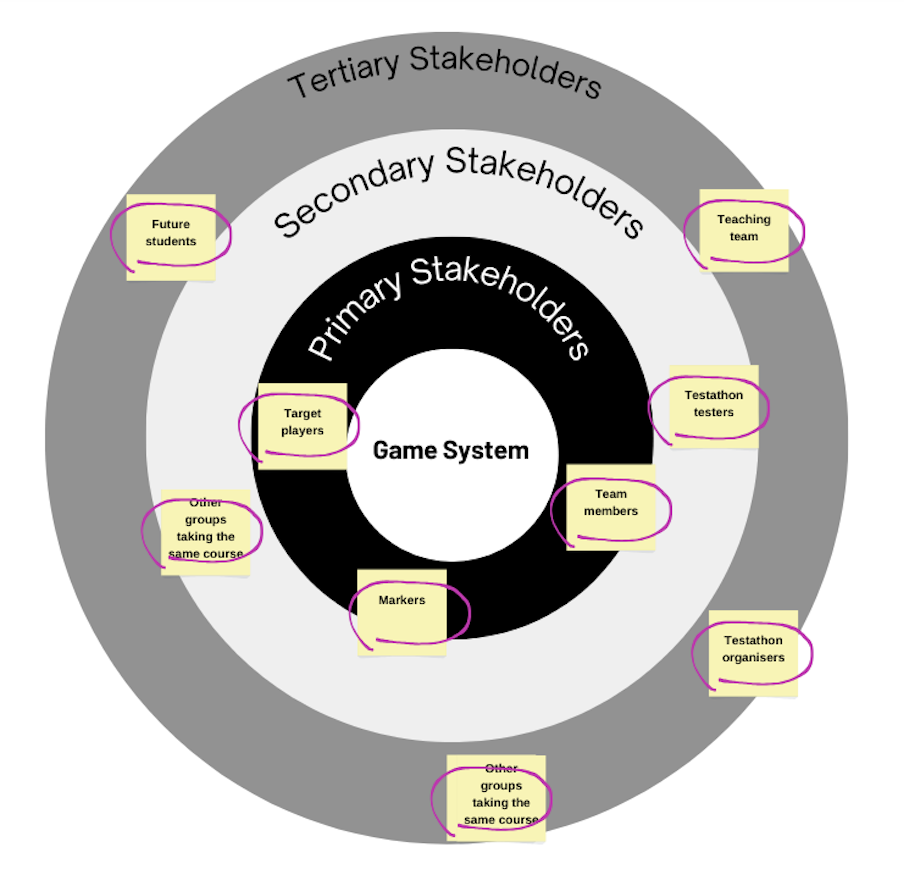 Tertiary Stakeholders
Secondary Stakeholders
Primary Stakeholders
Game System
Future
students
Teaching
team
Target
players
Testathon
testers
Other
groups
taking the
same course
Team
members
Markers
Testathon
organisers
Other
groups
taking the
same course